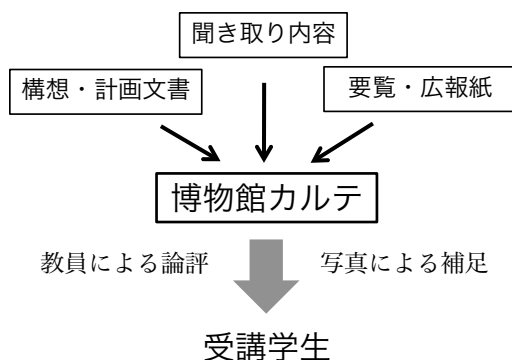 聞き取り内容
構想・計画文書
要覧・広報紙
博物館カルテ
教員による論評
写真による補足
受講学生